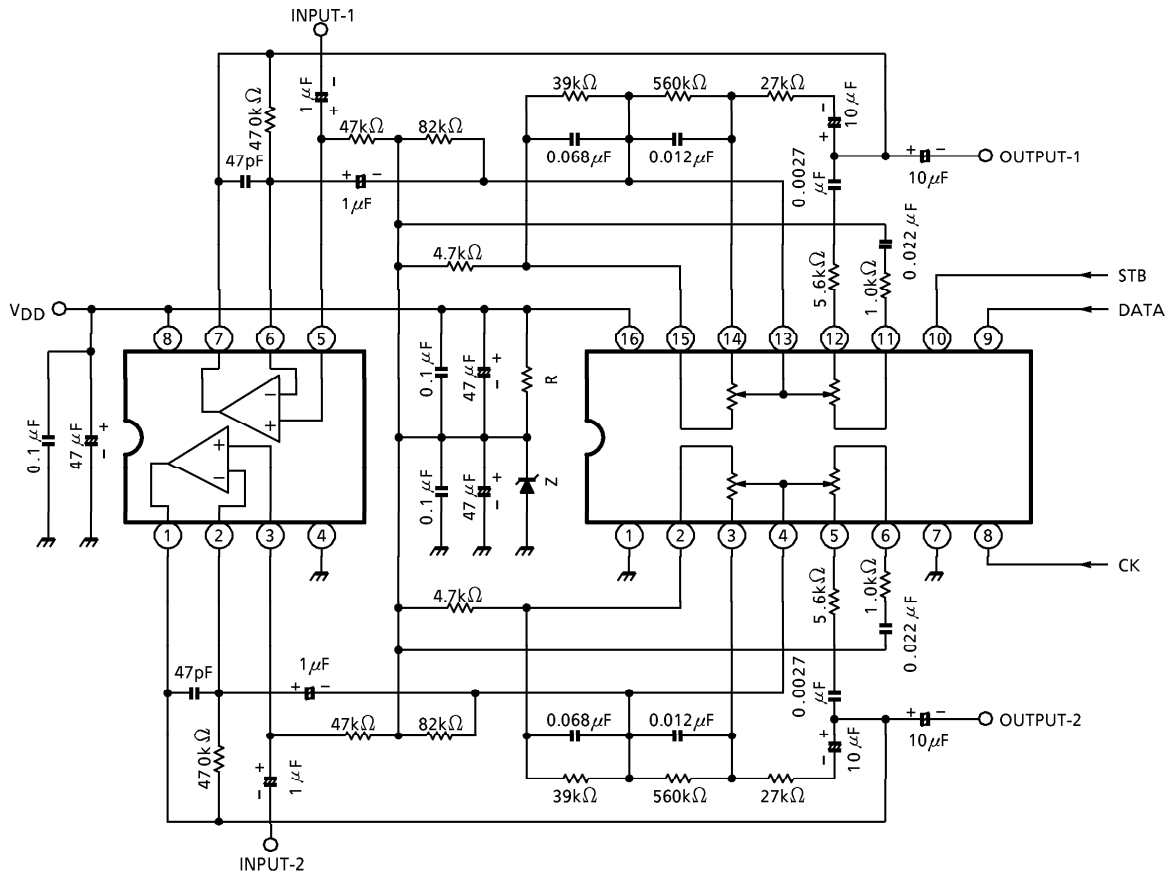 INPUT-1
39kΩ 560kΩ 27kΩ
1μF
-
+
470kΩ
47kΩ 82kΩ
-
+
10μF
47pF
0.068μF 0.012μF
+ -
1μF
0.0027
μF
+ -
OUTPUT-1
10μF
0.022μF
4.7kΩ
5.6kΩ
1.0kΩ
STB
VDD
DATA
8 7 6 5
16 15 14 13 12 11 10 9
0.1μF
47μF
+
-
R
-
+
+
-
0.1μF
47μF
+
-
0.1μF
47μF
+
-
Z
1 2 3 4
1 2 3 4 5 6 7 8
CK
4.7kΩ
5.6kΩ
1.0kΩ
0.022μF
47pF
1μF
+ -
0.0027
μF
470kΩ
47kΩ 82kΩ
0.068μF 0.012μF
+
-
10μF
+ -
OUTPUT-2
10μF
+
-
1μF
39kΩ 560kΩ 27kΩ
INPUT-2